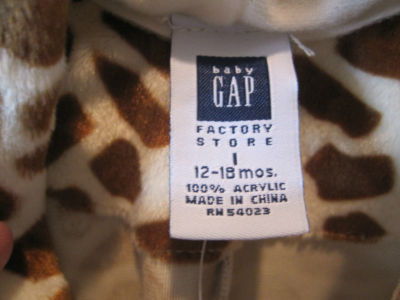 baby
GAP
FACTORY
STORE
I
12-18 mos.
100% ACRYLIC
MADE IN CHINA
RN 54023